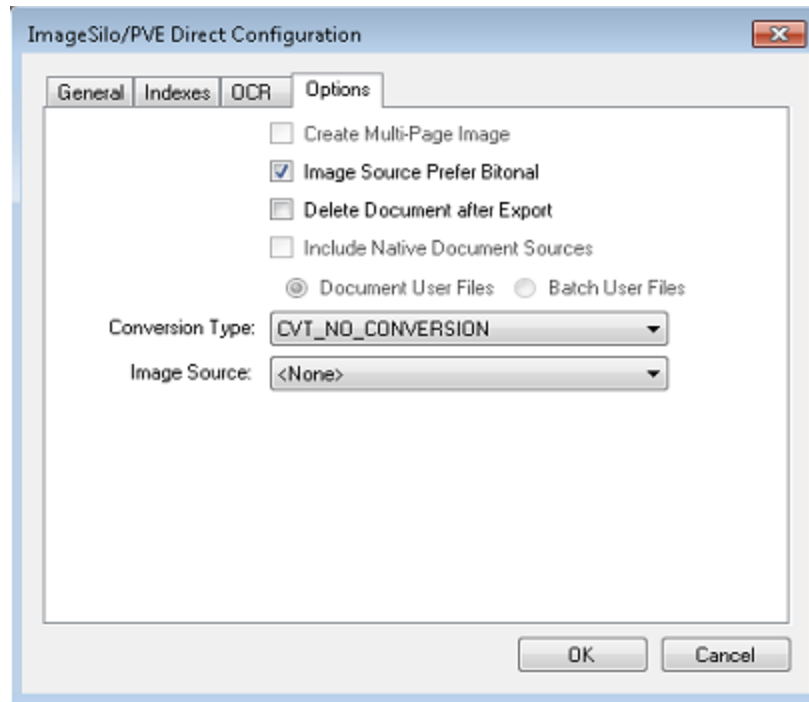 ImageSilo/PVE Direct Configuration
General Indexes OCR Options
Create Multi-Page Image
Image Source Prefer Bitonal
Delete Document after Export
Include Native Document Sources
Document User Files Batch User Files
Conversion Type: CVT_NO_CONVERSION
Image Source: <None>
OK Cancel